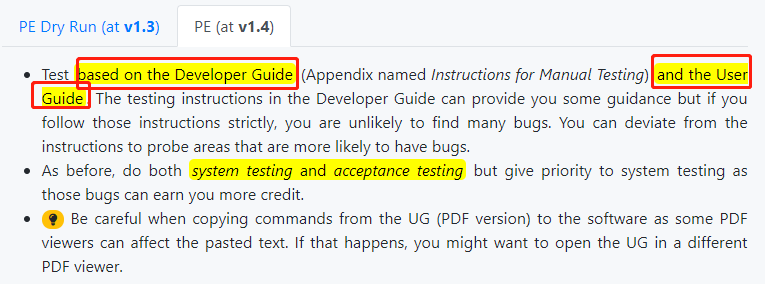 PE Dry Run (at v1.3) PE (at v1.4)
Test based on the Developer Guide (Appendix named Instructions for Manual Testing) and the User
Guide. The testing instructions in the Developer Guide can provide you some guidance but if you
follow those instructions strictly, you are unlikely to find many bugs. You can deviate from the
instructions to probe areas that are more likely to have bugs.
As before, do both system testing and acceptance testing but give priority to system testing as
those bugs can earn you more credit.
Be careful when copying commands from the UG (PDF version) to the software as some PDF
viewers can affect the pasted text. If that happens, you might want to open the UG in a different
PDF viewer.